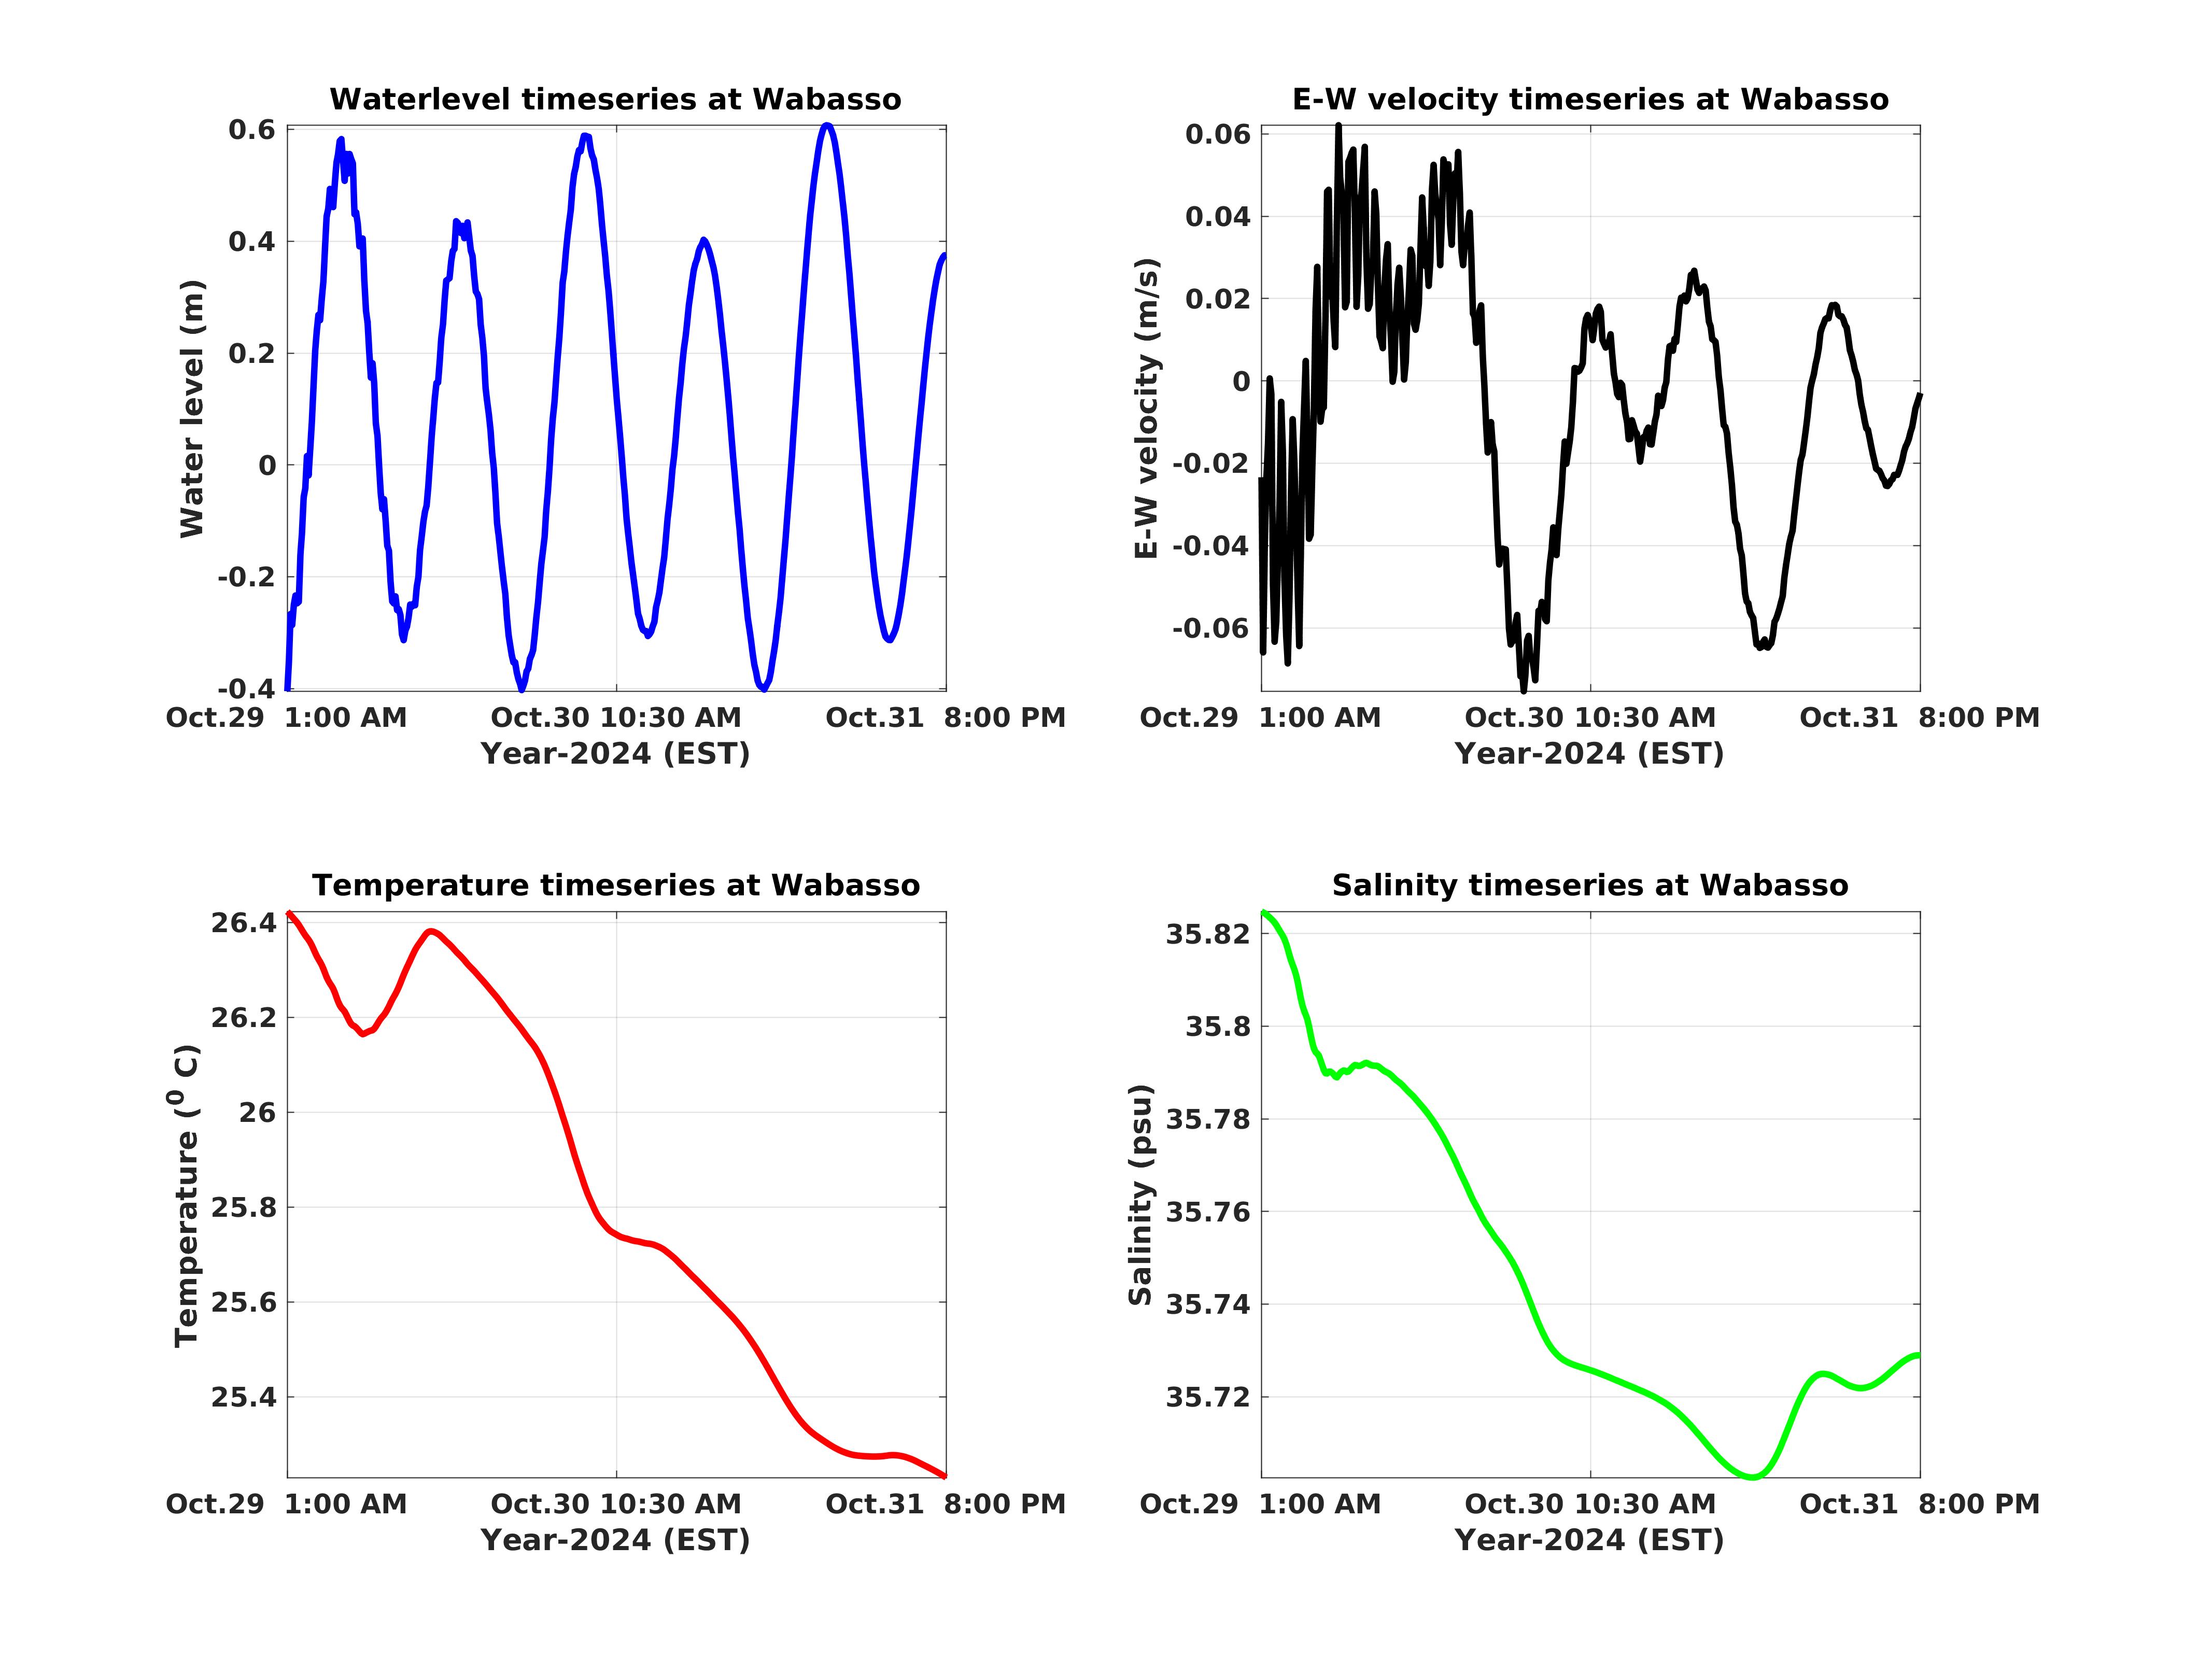 Waterlevel timeseries at Wabasso
0.6
0.4
0.2
0
-0.2
-0.4
Water level (m)
Oct.29 1:00 AM Oct.30 10:30 AM Oct.31 8:00 PM
Year-2024 (EST)
E-W velocity timeseries at Wabasso
0.06
0.04
0.02
0
-0.02
-0.04
-0.06
E-W velocity (m/s)
Oct.29 1:00 AM Oct.30 10:30 AM Oct.31 8:00 PM
Year-2024 (EST)
Temperature timeseries at Wabasso
26.4
26.2
26
25.8
25.6
25.4
Temperature (⁰ C)
Oct.29 1:00 AM Oct.30 10:30 AM Oct.31 8:00 PM
Year-2024 (EST)
Salinity timeseries at Wabasso
35.82
35.8
35.78
35.76
35.74
35.72
Salinity (psu)
Oct.29 1:00 AM Oct.30 10:30 AM Oct.31 8:00 PM
Year-2024 (EST)